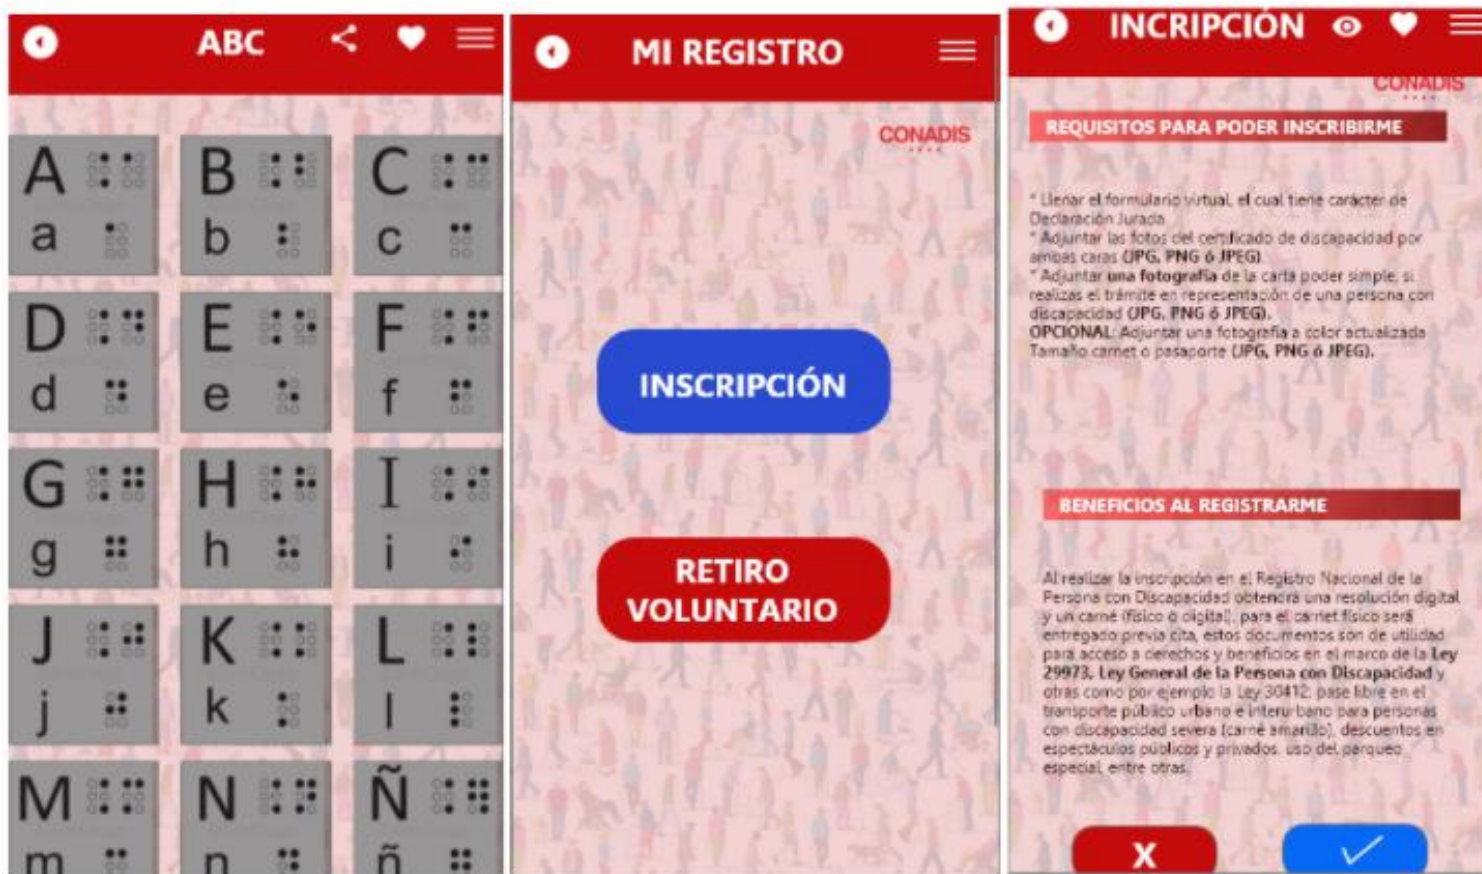 ABC
A
B
C
a
b
c
D
E
F
d
e
f
G
H
I
g
h
i
J
K
L
j
k
l
M
N
Ñ
m
n
ñ
MI REGISTRO
CONADIS
INSCRIPCIÓN
RETIRO
VOLUNTARIO
INCRIPCIÓN
CONADIS
REQUISITOS PARA PODER INSCRIBIRME
* Llenar el formulario virtual, el cual tiene carácter de
Declaración Jurada
* Adjuntar las fotos del certificado de discapacidad por
ambas caras (JPG, PNG ó JPEG)
* Adjuntar una fotografía de la carta poder simple, si
realizas el trámite en representación de una persona con
discapacidad (JPG, PNG ó JPEG).
OPCIONAL: Adjuntar una fotografía a color actualizada
Tamaño carnet o pasaporte (JPG, PNG ó JPEG).
BENEFICIOS AL REGISTRARME
Al realizar la inscripción en el Registro Nacional de la
Persona con Discapacidad obtendrá una resolución digital
y un carné (físico o digital), para el carnet físico será
entregado previa cita, estos documentos son de utilidad
para acceso a derechos y beneficios en el marco de la Ley
29973, Ley General de la Persona con Discapacidad y
otras como por ejemplo la Ley 30412: pase libre en el
transporte público urbano e interurbano para personas
con discapacidad severa (carné amarillo), descuentos en
espectáculos públicos y privados, uso del parqueo
especial, entre otras.
X